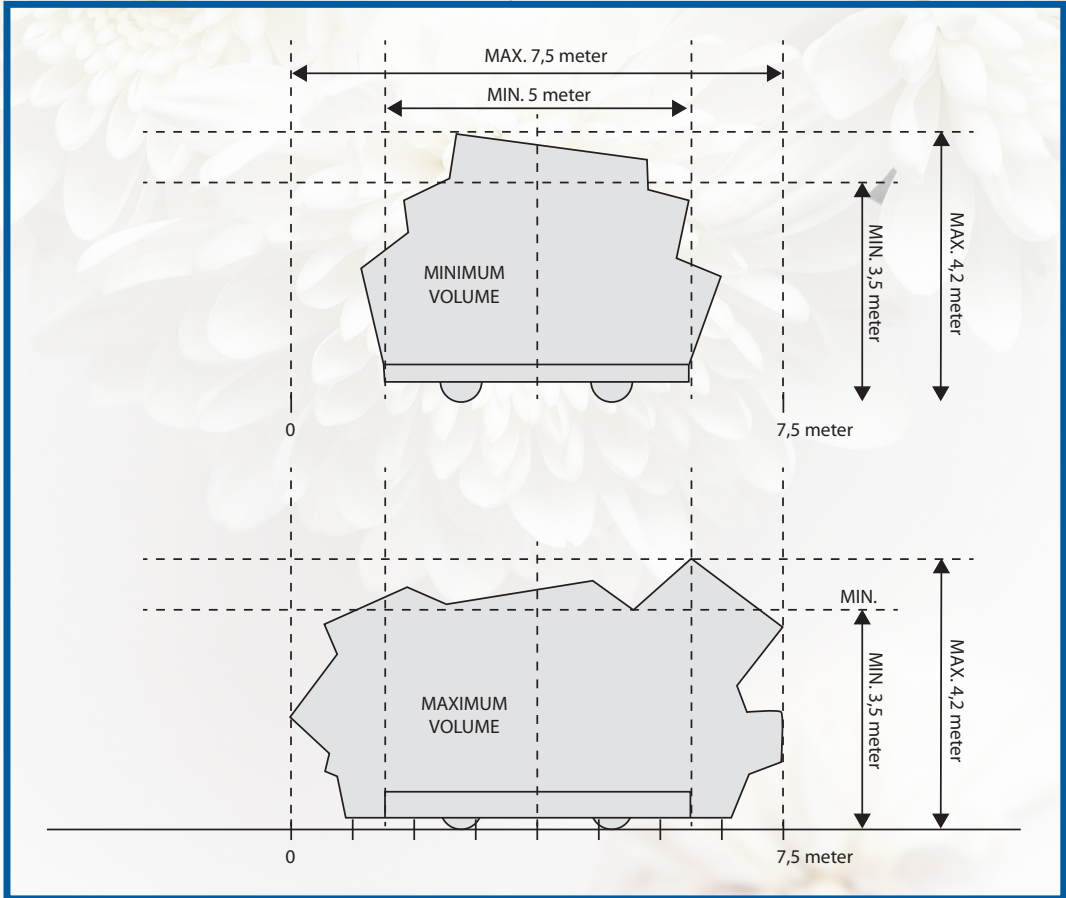 MAX. 7,5 meter
MIN. 5 meter
MINIMUM
VOLUME
MIN. 3,5 meter
MAX. 4,2 meter
0
7,5 meter
MIN.
MAXIMUM
VOLUME
MIN. 3,5 meter
MAX. 4,2 meter
0
7,5 meter